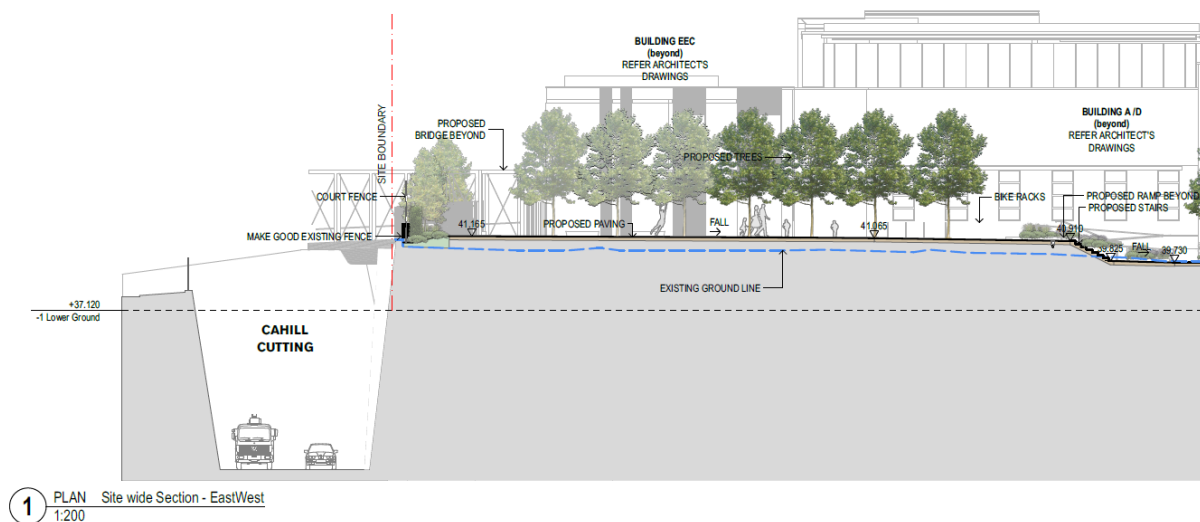 BUILDING EEC
(beyond)
REFER ARCHITECT'S
DRAWINGS
SITE BOUNDARY
PROPOSED
BRIDGE BEYOND
BUILDING A /D
(beyond)
REFER ARCHITECT'S
DRAWINGS
PROPOSED TREES
COURT FENCE
BIKE RACKS
PROPOSED RAMP BEYOND
PROPOSED STAIRS
MAKE GOOD EXISTING FENCE
41.165
PROPOSED PAVING
FALL
41.065
40.910
39.825
FALL
39.730
EXISTING GROUND LINE
+37.120
-1 Lower Ground
CAHILL
CUTTING
1
PLAN Site wide Section - EastWest
1:200